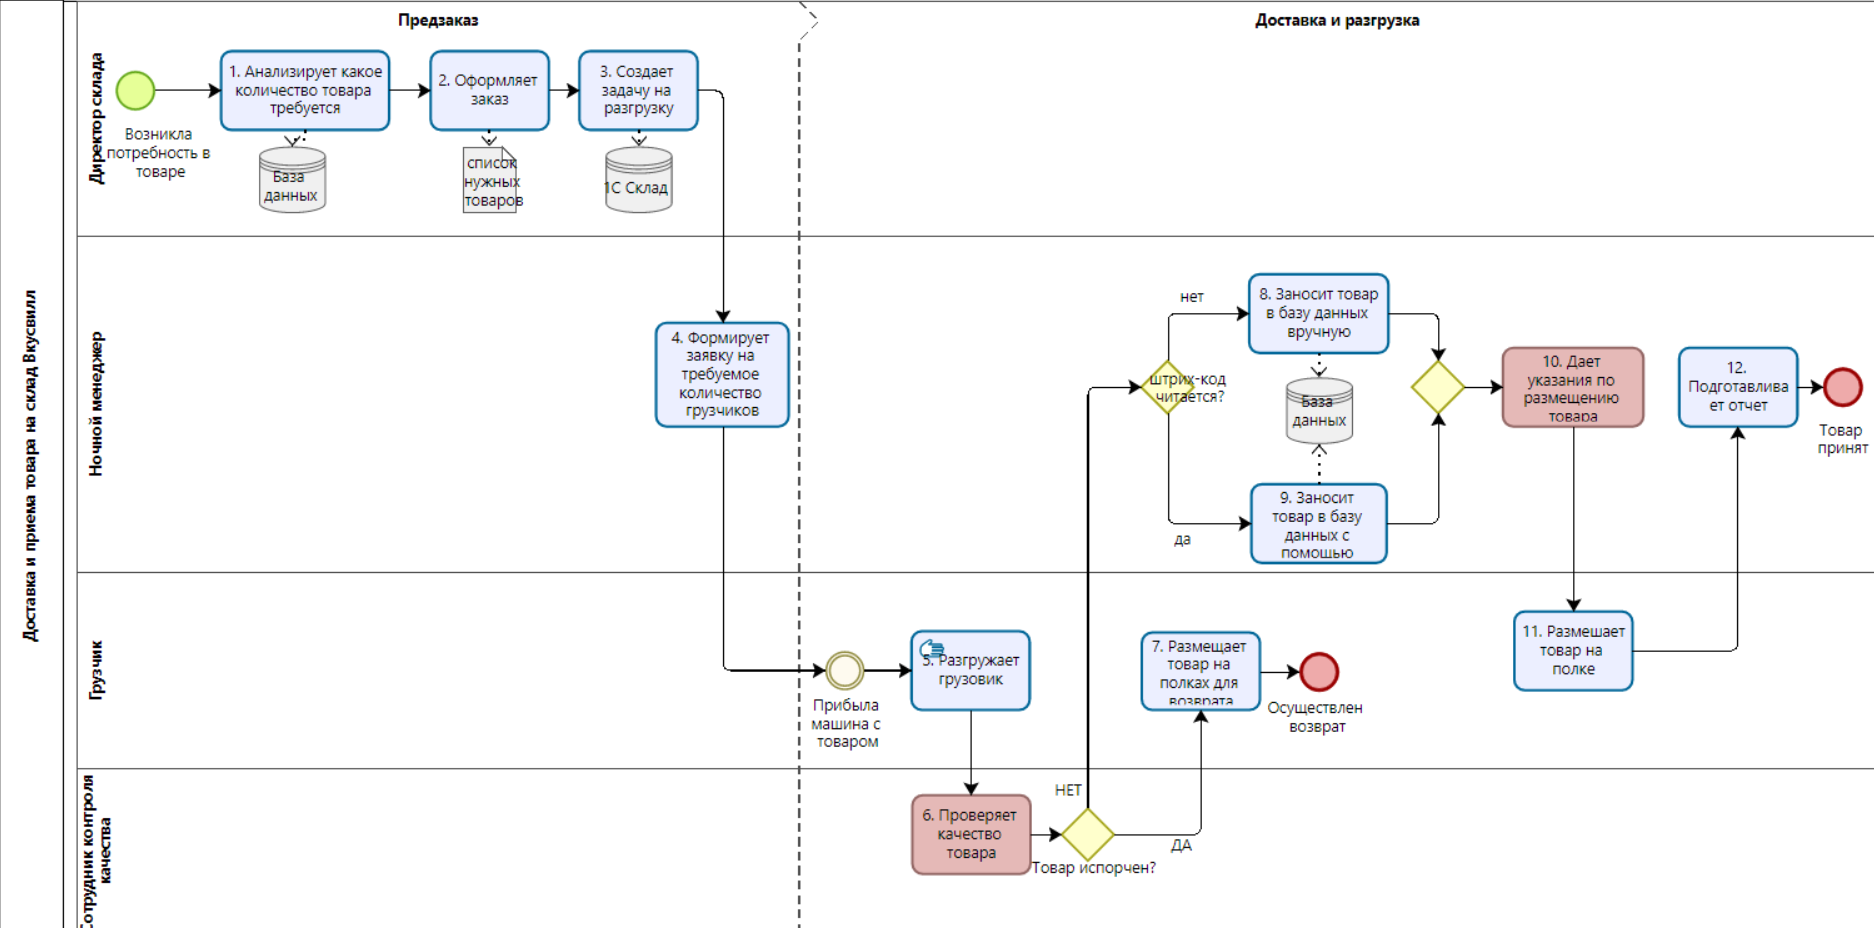 Доставка и приема товара на склад Вкусвилл
Предзаказ
Доставка и разгрузка
Директор склада
Возникла
потребность в
товаре
1. Анализирует какое
количество товара
требуется
База
данных
2. Оформляет
заказ
список
нужных
товаров
3. Создает
задачу на
разгрузку
1С Склад
Ночной менеджер
4. Формирует
заявку на
требуемое
количество
грузчиков
штрих-код
читается?
нет
да
8. Заносит товар
в базу данных
вручную
База
данных
9. Заносит
товар в базу
данных с
помощью
10. Дает
указания по
размещению
товара
12.
Подготавлива
ет отчет
Товар
принят
Грузчик
Прибыла
машина с
товаром
5. Разгружает
грузовик
7. Размещает
товар на
полках для
возврата
Осуществлен
возврат
11. Размешает
товар на
полке
Сотрудник контроля
качества
6. Проверяет
качество
товара
НЕТ
ДА
Товар испорчен?